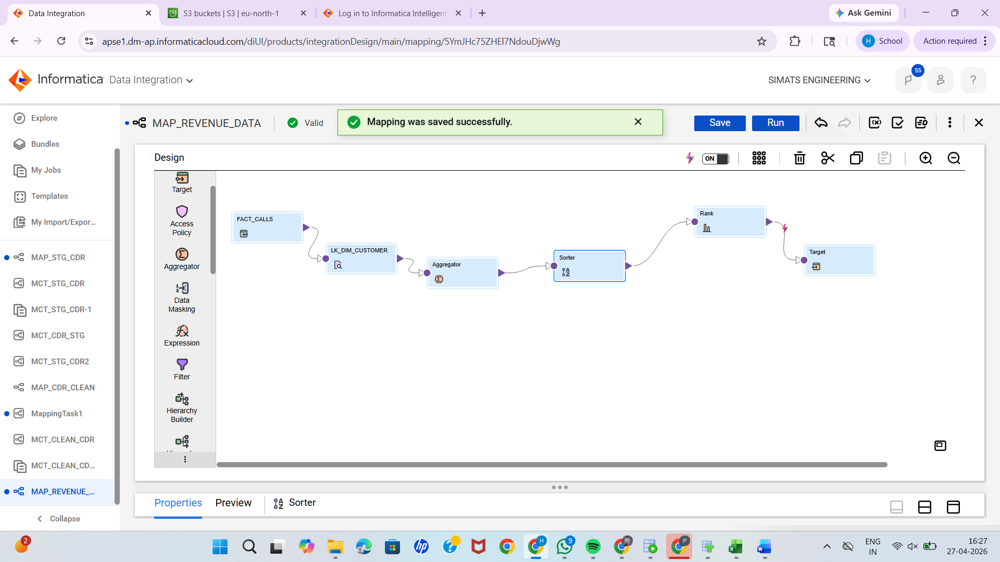 Data Integration
S3 buckets | S3 | eu-north-1
Log in to Informatica Intelligent
Ask Gemini
apse1.dm-ap.informaticacloud.com/diUI/products/integrationDesign/main/mapping/5YmJHc75ZHEl7NdouDjwWg
H School
Action required
Informatica Data Integration
SIMATS ENGINEERING
55
?
Explore
Bundles
My Jobs
Templates
My Import/Expor...
MAP_STG_CDR
MCT_STG_CDR
MCT_STG_CDR-1
MCT_CDR_STG
MCT_STG_CDR2
MAP_CDR_CLEAN
MappingTask1
MCT_CLEAN_CDR
MCT_CLEAN_CD...
MAP_REVENUE_...
Collapse
MAP_REVENUE_DATA
Valid
Mapping was saved successfully.
Save
Run
Design
ON
Target
Access
Policy
Aggregator
Data
Masking
Expression
Filter
Hierarchy
Builder
FACT_CALLS
LK_DIM_CUSTOMER
Aggregator
Sorter
Rank
Target
Properties
Preview
Sorter
2
H
9
P
ENG
IN
16:27
27-04-2026